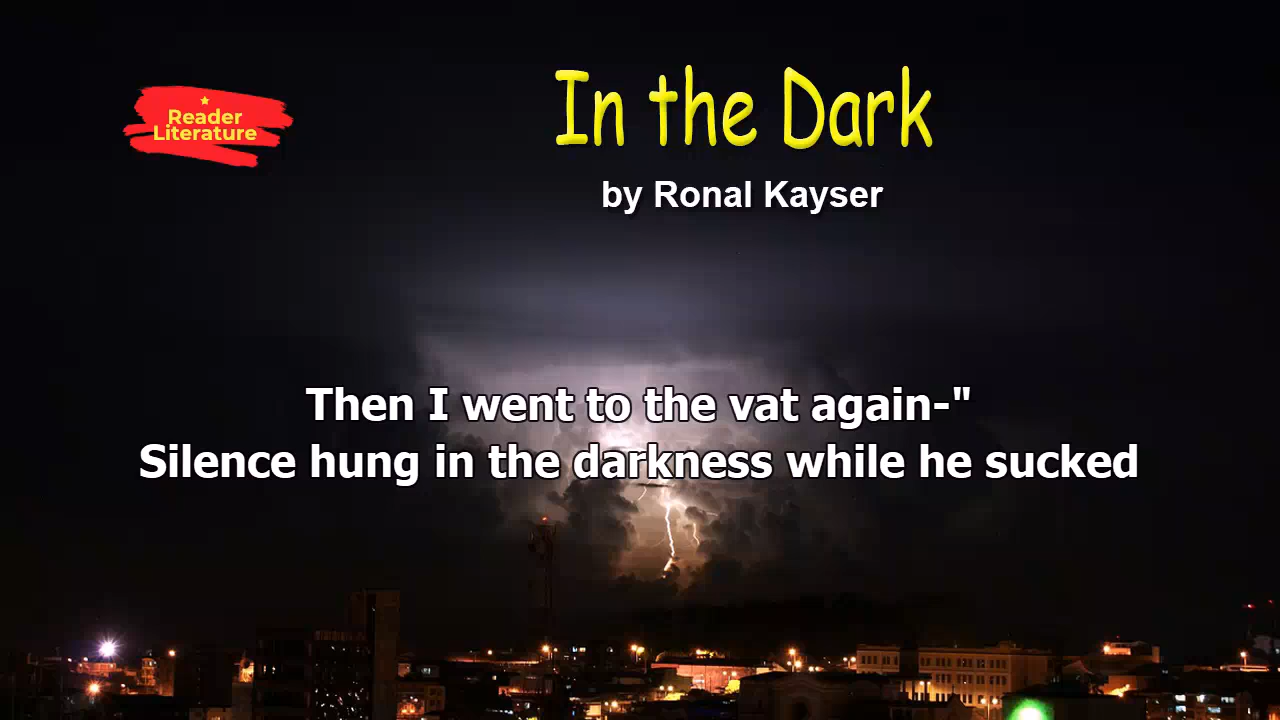 Reader
Literature
In the Dark
by Ronal Kayser
Then I went to the vat again-"
Silence hung in the darkness while he sucked